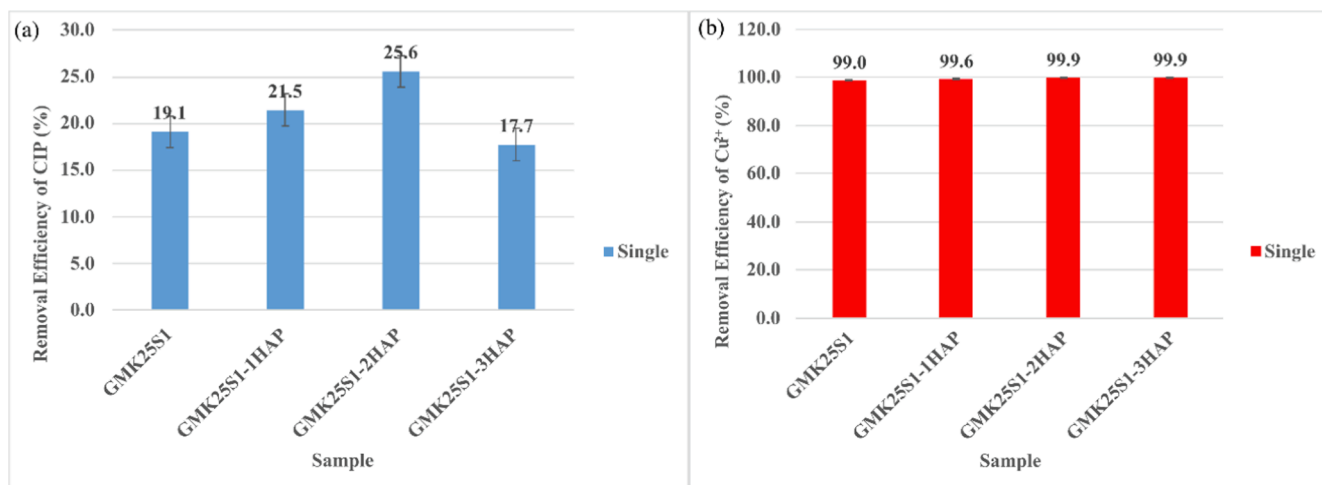 (a)
Removal Efficiency of CIP (%)
30.0
25.0
20.0
15.0
10.0
5.0
0.0
19.1
21.5
25.6
17.7
GMK25S1
GMK25S1-1HAP
GMK25S1-2HAP
GMK25S1-3HAP
Sample
Single
(b)
Removal Efficiency of Cu²⁺ (%)
120.0
100.0
80.0
60.0
40.0
20.0
0.0
99.0
99.6
99.9
99.9
GMK25S1
GMK25S1-1HAP
GMK25S1-2HAP
GMK25S1-3HAP
Sample
Single